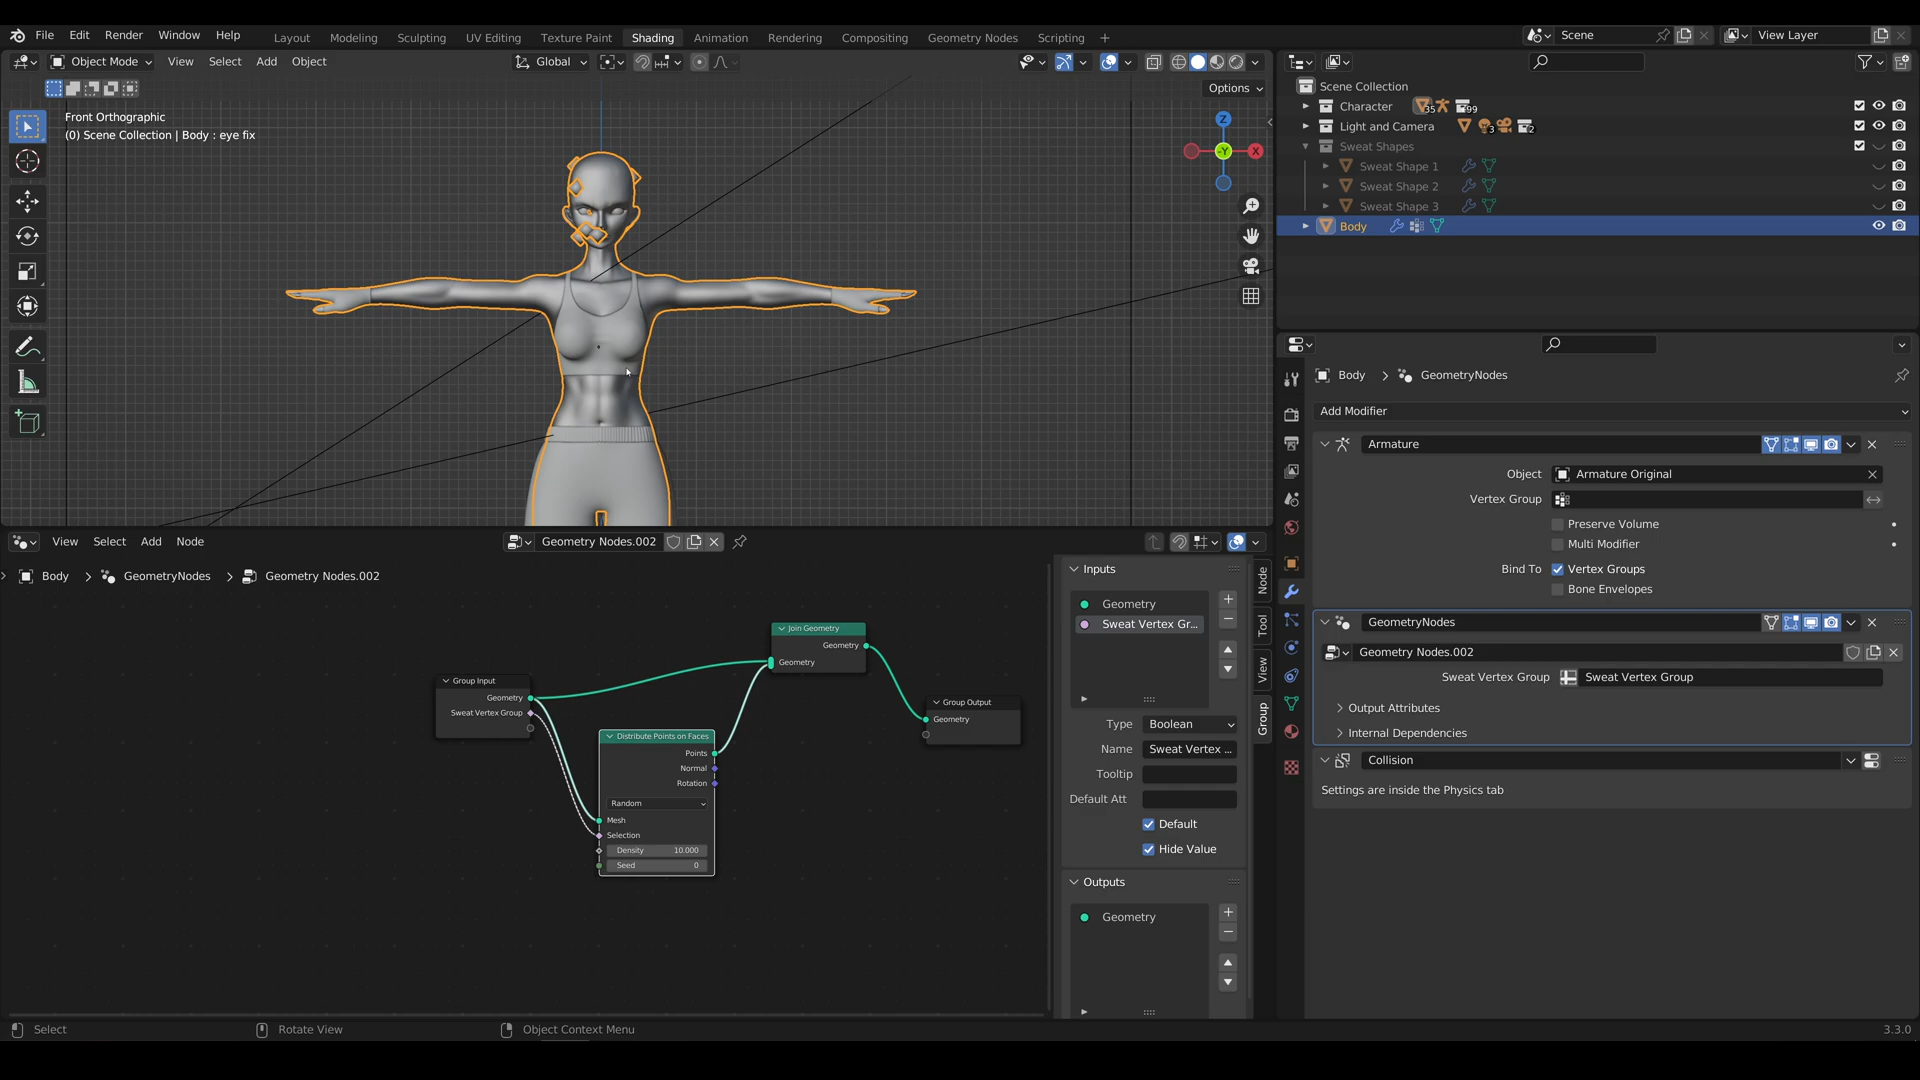 File Edit Render Window Help
Layout Modeling Sculpting UV Editing Texture Paint Shading Animation Rendering Compositing Geometry Nodes Scripting +
Scene
View Layer
Object Mode View Select Add Object
Global
Options
Front Orthographic
(0) Scene Collection | Body : eye fix
Z
-Y
X
Scene Collection
Character 35 99
Light and Camera 3 2
Sweat Shapes
Sweat Shape 1
Sweat Shape 2
Sweat Shape 3
Body
Body > GeometryNodes
Add Modifier
Armature
Object Armature Original
Vertex Group
Preserve Volume
Multi Modifier
Bind To Vertex Groups
Bone Envelopes
GeometryNodes
Geometry Nodes.002
Sweat Vertex Group Sweat Vertex Group
Output Attributes
Internal Dependencies
Collision
Settings are inside the Physics tab
View Select Add Node
Geometry Nodes.002
Body > GeometryNodes > Geometry Nodes.002
Group Input
Geometry
Sweat Vertex Group
Distribute Points on Faces
Points
Normal
Rotation
Random
Mesh
Selection
Density 10.000
Seed 0
Join Geometry
Geometry
Geometry
Group Output
Geometry
Inputs
Geometry
Sweat Vertex Gr...
Type Boolean
Name Sweat Vertex ...
Tooltip
Default Att
Default
Hide Value
Outputs
Geometry
Node
Tool
View
Group
Select
Rotate View
Object Context Menu
3.3.0